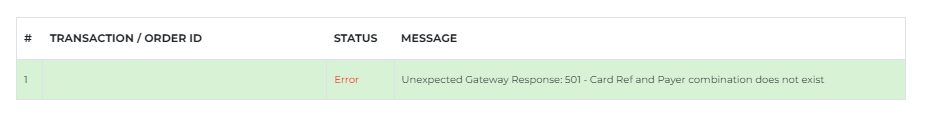 # TRANSACTION / ORDER ID STATUS MESSAGE
1 Error Unexpected Gateway Response: 501 - Card Ref and Payer combination does not exist